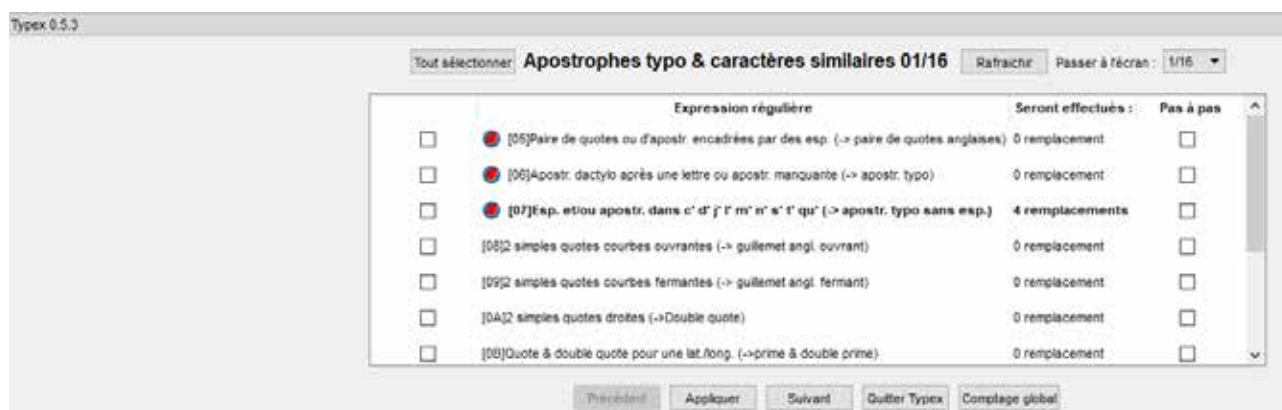 Typex 0.5.3
Tout sélectionner Apostrophes typo & caractères similaires 01/16 Rafraichir Passer à l'écran : 1/16
Expression régulière Seront effectués : Pas à pas
[05]Paire de quotes ou d'apostr. encadrées par des esp. (-> paire de quotes anglaises) 0 remplacement
[06]Apostr. dactylo après une lettre ou apostr. manquante (-> apostr. typo) 0 remplacement
[07]Esp. et/ou apostr. dans c' d' j' l' m' n' s' t' qu' (-> apostr. typo sans esp.) 4 remplacements
[08]2 simples quotes courbes ouvrantes (-> guillemet angl. ouvrant) 0 remplacement
[09]2 simples quotes courbes fermantes (-> guillemet angl. fermant) 0 remplacement
[0A]2 simples quotes droites (->Double quote) 0 remplacement
[0B]Quote & double quote pour une lat./long. (->prime & double prime) 0 remplacement
Précédent Appliquer Suivant Quitter Typex Comptage global